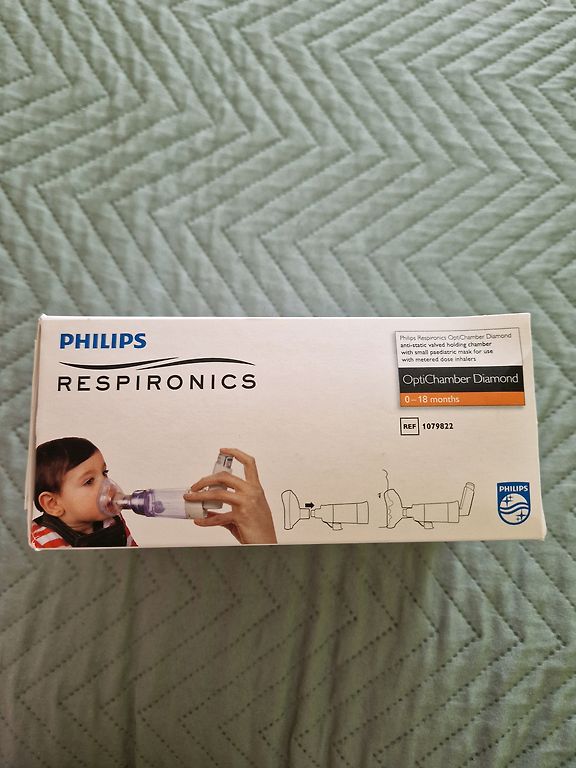 PHILIPS
RESPIRONICS
Philips Respironics OptiChamber Diamond
anti-static valved holding chamber
with small paediatric mask for use
with metered dose inhalers
OptiChamber Diamond
0–18 months
REF 1079822
PHILIPS